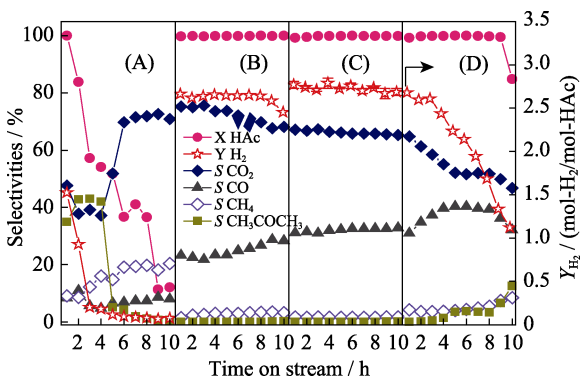 100
80
60
40
20
0
Selectivities / %
(A)
(B)
(C)
(D)
X HAc
Y H₂
S CO₂
S CO
S CH₄
S CH₃COCH₃
3.5
3.0
2.5
2.0
1.5
1.0
0.5
0
Y_H₂ / (mol-H₂/mol-HAc)
2 4 6 8 10 2 4 6 8 10 2 4 6 8 10 2 4 6 8 10
Time on stream / h